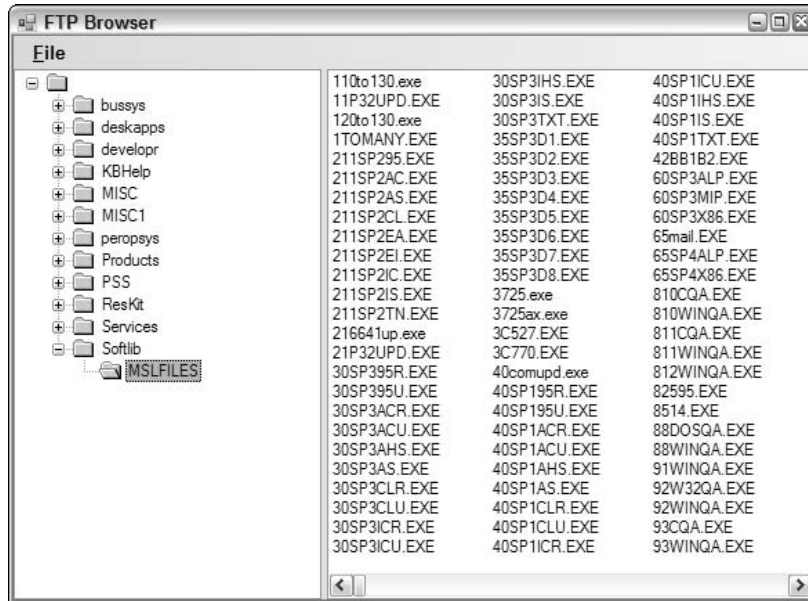 FTP Browser
File
bussys
deskapps
developr
KBHelp
MISC
MISC1
peropsys
Products
PSS
ResKit
Services
Softlib
MSLFILES
110to130.exe
11P32UPD.EXE
120to130.exe
1TOMANY.EXE
211SP295.EXE
211SP2AC.EXE
211SP2AS.EXE
211SP2CL.EXE
211SP2EA.EXE
211SP2EI.EXE
211SP2IC.EXE
211SP2IS.EXE
211SP2TN.EXE
216641up.exe
21P32UPD.EXE
30SP395R.EXE
30SP395U.EXE
30SP3ACR.EXE
30SP3ACU.EXE
30SP3AHS.EXE
30SP3AS.EXE
30SP3CLR.EXE
30SP3CLU.EXE
30SP3ICR.EXE
30SP3ICU.EXE
30SP3IHS.EXE
30SP3IS.EXE
30SP3TXT.EXE
35SP3D1.EXE
35SP3D2.EXE
35SP3D3.EXE
35SP3D4.EXE
35SP3D5.EXE
35SP3D6.EXE
35SP3D7.EXE
35SP3D8.EXE
3725.exe
3725ax.exe
3C527.EXE
3C770.EXE
40comupd.exe
40SP195R.EXE
40SP195U.EXE
40SP1ACR.EXE
40SP1ACU.EXE
40SP1AHS.EXE
40SP1AS.EXE
40SP1CLR.EXE
40SP1CLU.EXE
40SP1ICR.EXE
40SP1ICU.EXE
40SP1IHS.EXE
40SP1IS.EXE
40SP1TXT.EXE
42BB1B2.EXE
60SP3ALP.EXE
60SP3MIP.EXE
60SP3X86.EXE
65mail.EXE
65SP4ALP.EXE
65SP4X86.EXE
810CQA.EXE
810WINQA.EXE
811CQA.EXE
811WINQA.EXE
812WINQA.EXE
82595.EXE
8514.EXE
88DOSQA.EXE
88WINQA.EXE
91WINQA.EXE
92W32QA.EXE
92WINQA.EXE
93CQA.EXE
93WINQA.EXE